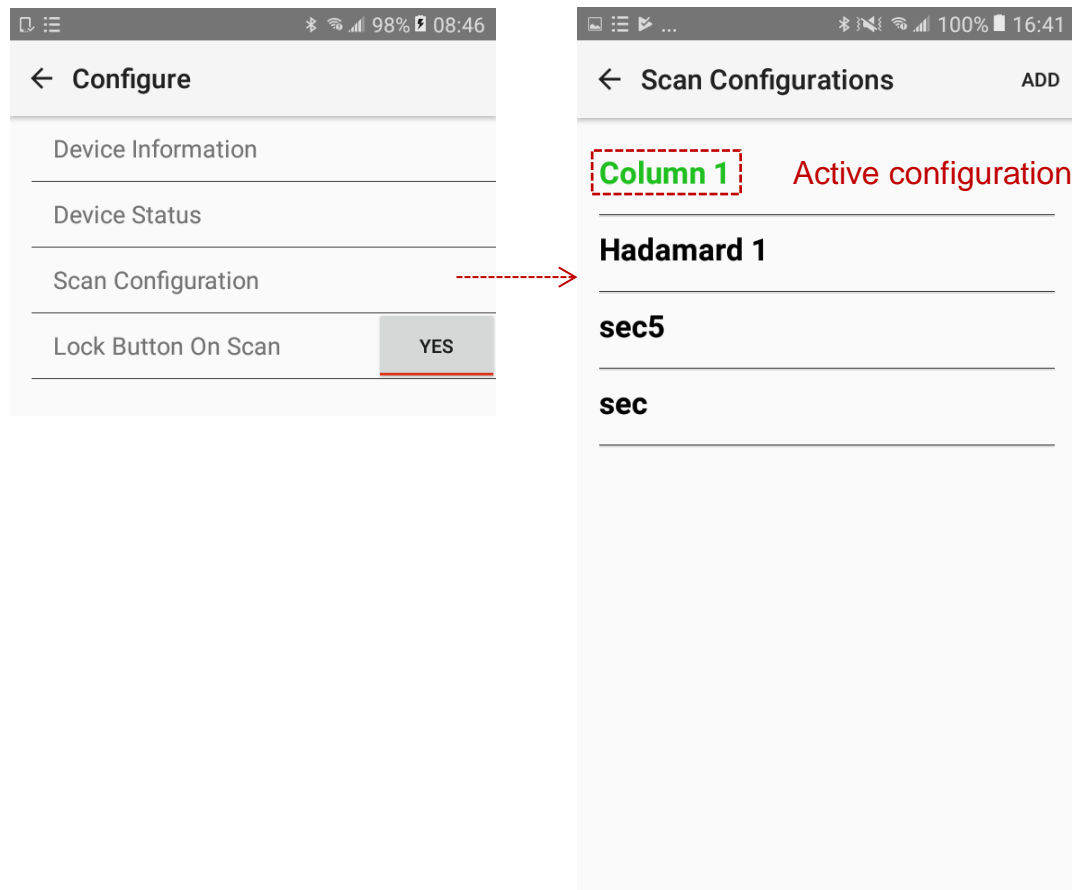 98% 08:46
Configure
Device Information
Device Status
Scan Configuration
Lock Button On Scan YES
... 100% 16:41
Scan Configurations ADD
Column 1 Active configuration
Hadamard 1
sec5
sec